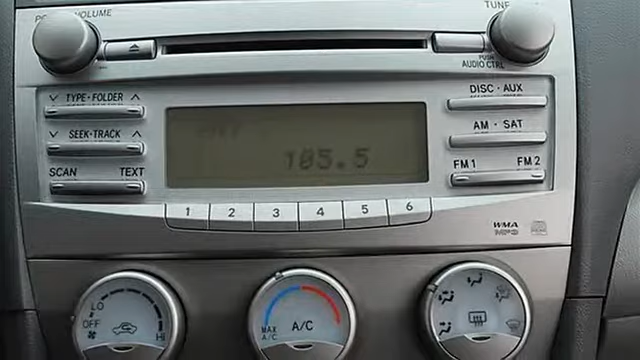 VOLUME
TUNE
PUSH
AUDIO CTRL
TYPE·FOLDER
DISC·AUX
SEEK·TRACK
AM·SAT
SCAN TEXT
FM1 FM2
105.5
1 2 3 4 5 6
WMA
MP3
LO
OFF
HI
MAX
A/C
A/C